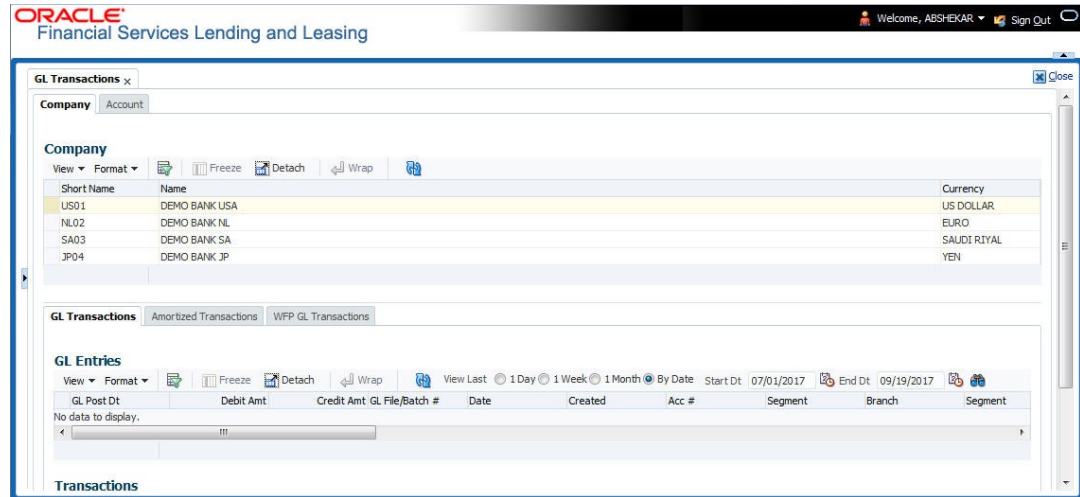 ORACLE
Financial Services Lending and Leasing
Welcome, ABSHEKAR Sign Out
GL Transactions x
Close
Company Account
Company
View Format Freeze Detach Wrap
Short Name Name Currency
US01 DEMO BANK USA US DOLLAR
NL02 DEMO BANK NL EURO
SA03 DEMO BANK SA SAUDI RIYAL
JP04 DEMO BANK JP YEN
GL Transactions Amortized Transactions WFP GL Transactions
GL Entries
View Format Freeze Detach Wrap View Last 1 Day 1 Week 1 Month By Date Start Dt 07/01/2017 End Dt 09/19/2017
GL Post Dt Debit Amt Credit Amt GL File/Batch # Date Created Acc # Segment Branch Segment
No data to display.
Transactions